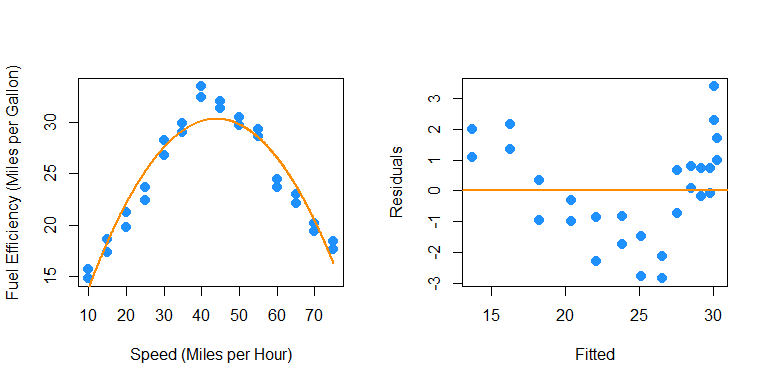 Fuel Efficiency (Miles per Gallon)
30
25
20
15
10 20 30 40 50 60 70
Speed (Miles per Hour)
Residuals
3
2
1
0
-1
-2
-3
15 20 25 30
Fitted